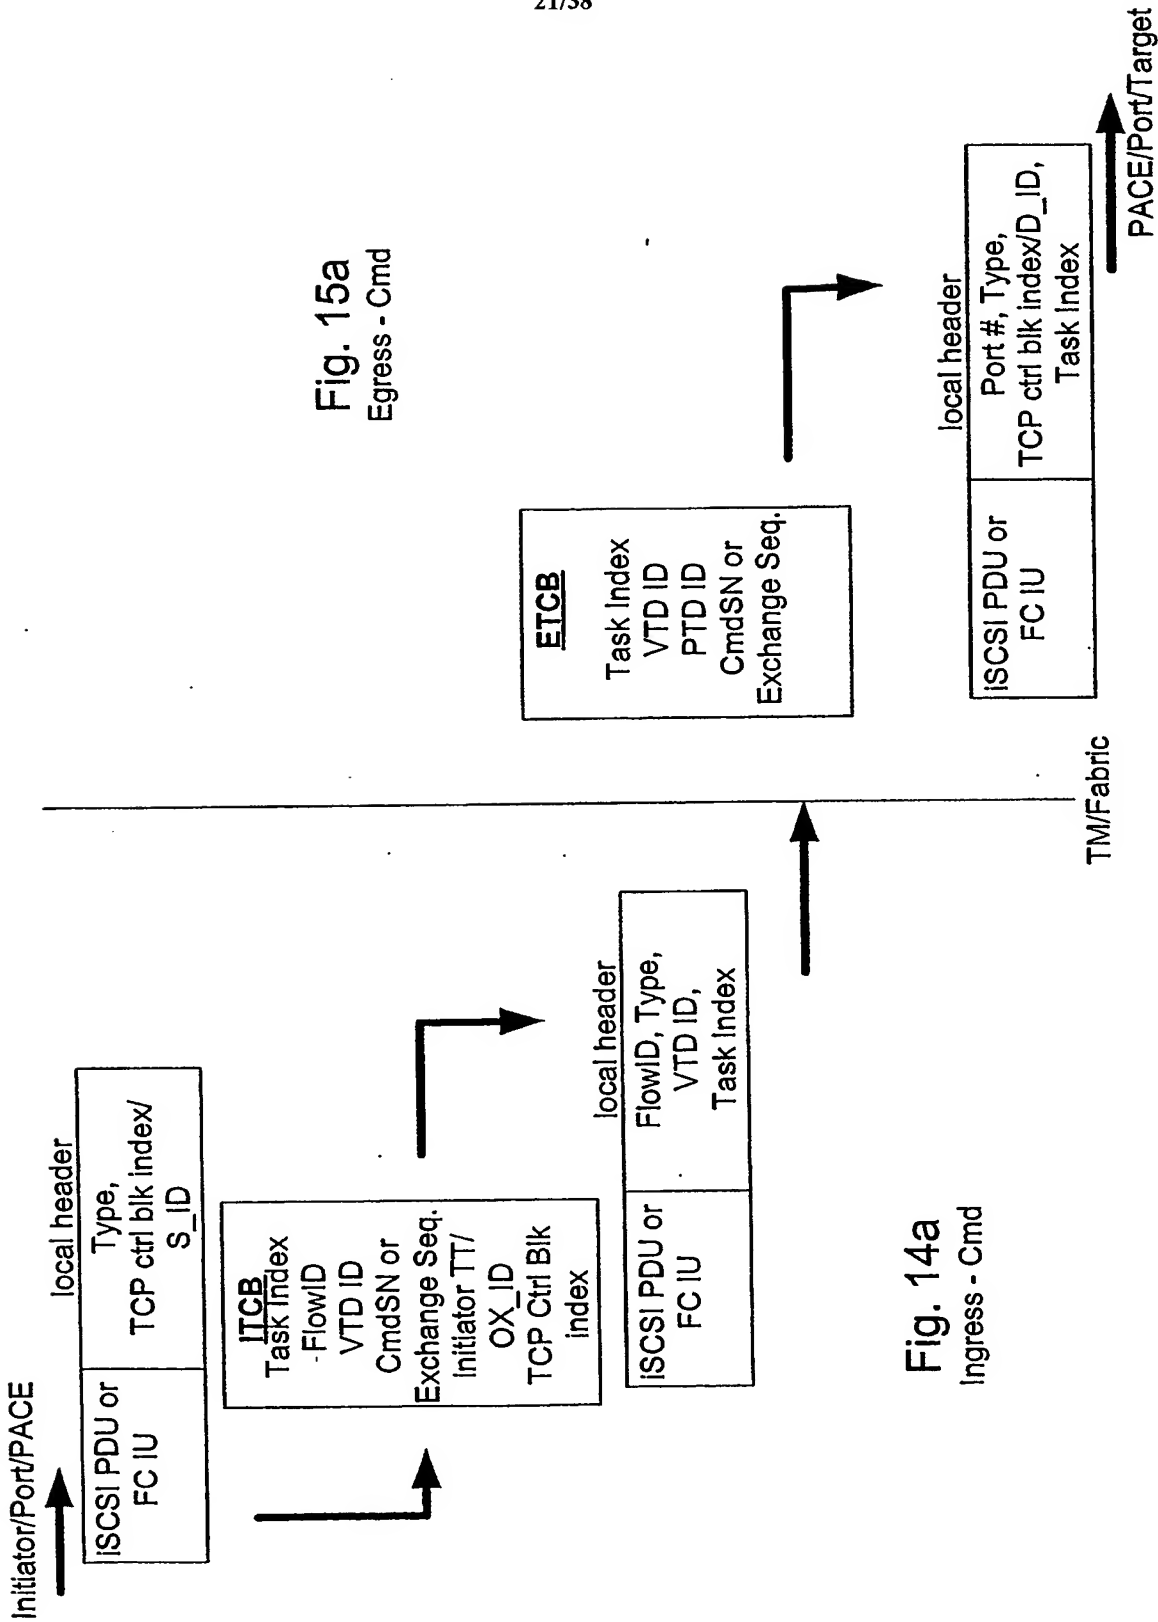 21/38
Initiator/Port/PACE
local header
iSCSI PDU or
FC IU
Type,
TCP ctrl blk index/
S_ID
ITCB
Task Index
FlowID
VTD ID
CmdSN or
Exchange Seq.
Initiator TT/
OX_ID
TCP Ctrl Blk
index
local header
iSCSI PDU or
FC IU
FlowID, Type,
VTD ID,
Task Index
Fig. 14a
Ingress - Cmd
TM/Fabric
Fig. 15a
Egress - Cmd
ETCB
Task Index
VTD ID
PTD ID
CmdSN or
Exchange Seq.
local header
iSCSI PDU or
FC IU
Port #, Type,
TCP ctrl blk index/D_ID,
Task Index
PACE/Port/Target